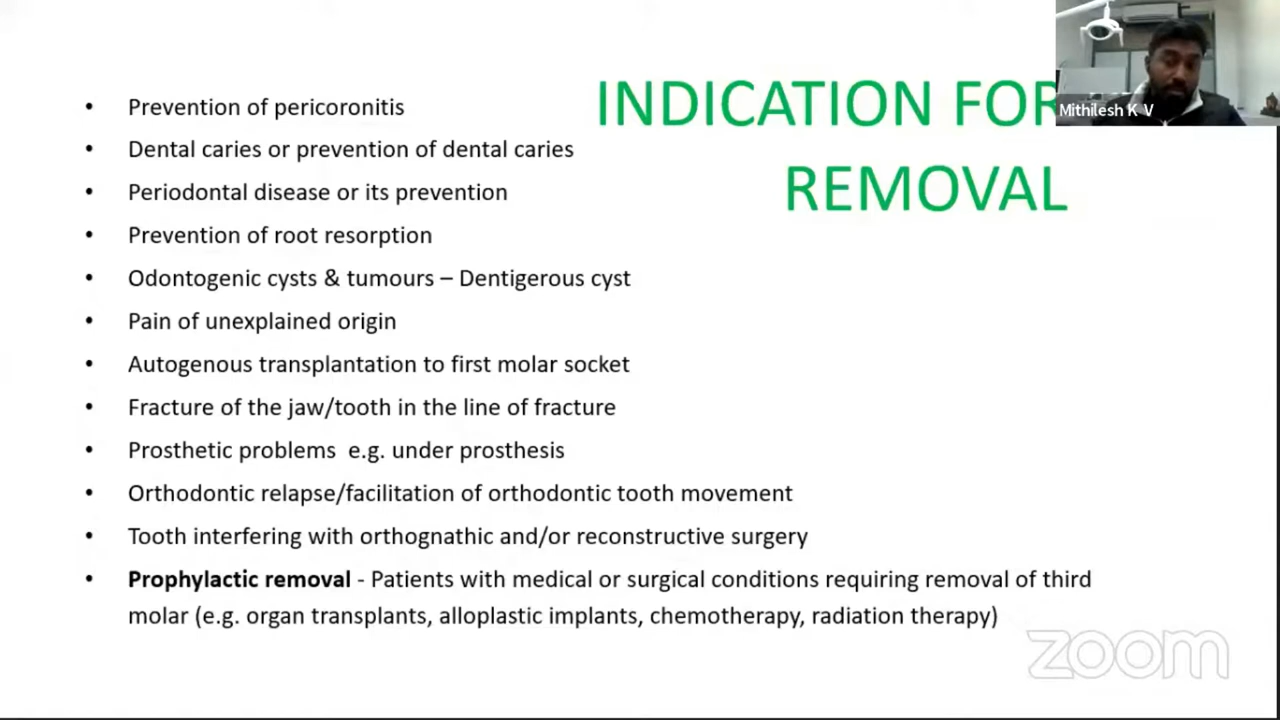 INDICATION FOR
REMOVAL
Mithilesh K V
• Prevention of pericoronitis
• Dental caries or prevention of dental caries
• Periodontal disease or its prevention
• Prevention of root resorption
• Odontogenic cysts & tumours – Dentigerous cyst
• Pain of unexplained origin
• Autogenous transplantation to first molar socket
• Fracture of the jaw/tooth in the line of fracture
• Prosthetic problems  e.g. under prosthesis
• Orthodontic relapse/facilitation of orthodontic tooth movement
• Tooth interfering with orthognathic and/or reconstructive surgery
• Prophylactic removal - Patients with medical or surgical conditions requiring removal of third
molar (e.g. organ transplants, alloplastic implants, chemotherapy, radiation therapy)
zoom